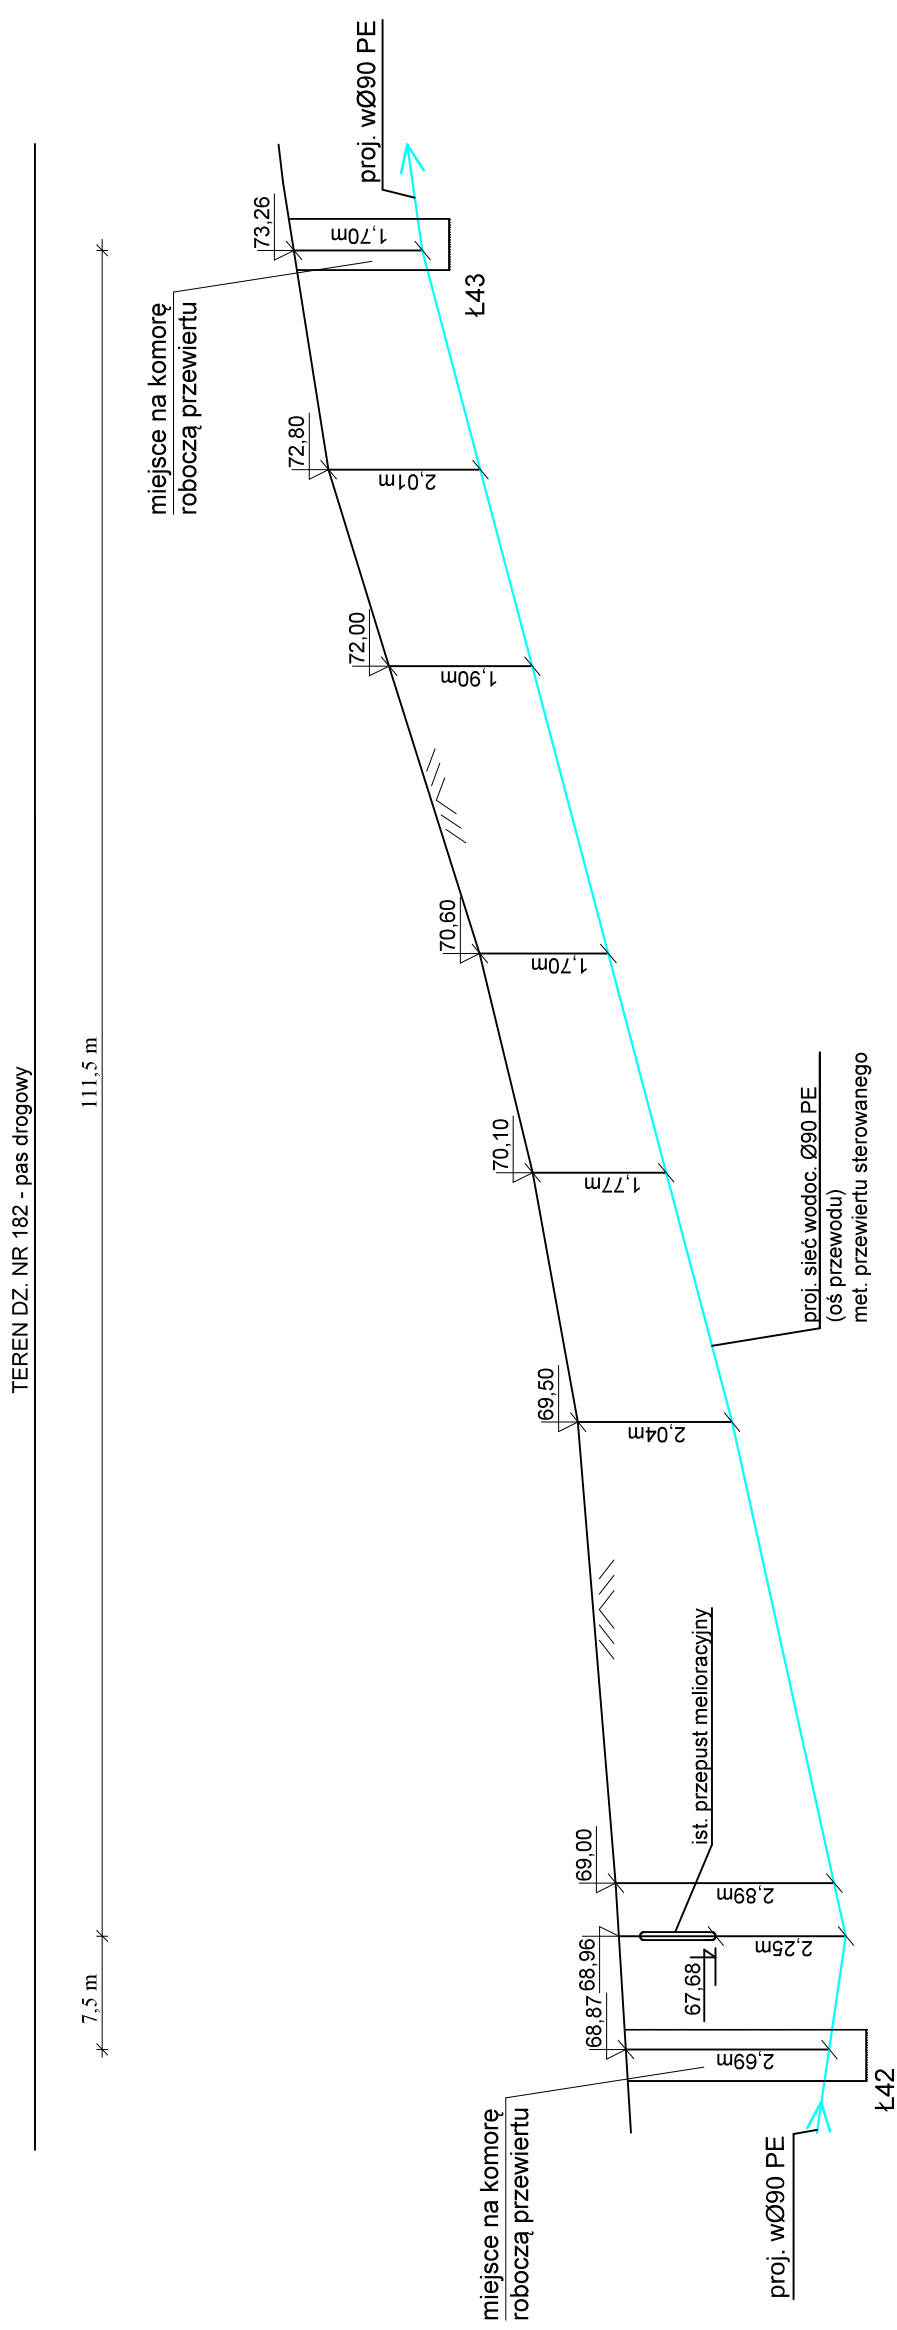 TEREN DZ. NR 182 - pas drogowy
7,5 m
111,5 m
miejsce na komorę
roboczą przewiertu
miejsce na komorę
roboczą przewiertu
68,87
68,96
69,00
69,50
70,10
70,60
72,00
72,80
73,26
2,69m
2,25m
2,89m
2,04m
1,77m
1,70m
1,90m
2,01m
1,70m
67,68
ist. przepust melioracyjny
proj. wØ90 PE
Ł42
proj. sieć wodoc. Ø90 PE
(oś przewodu)
met. przewiertu sterowanego
Ł43
proj. wØ90 PE